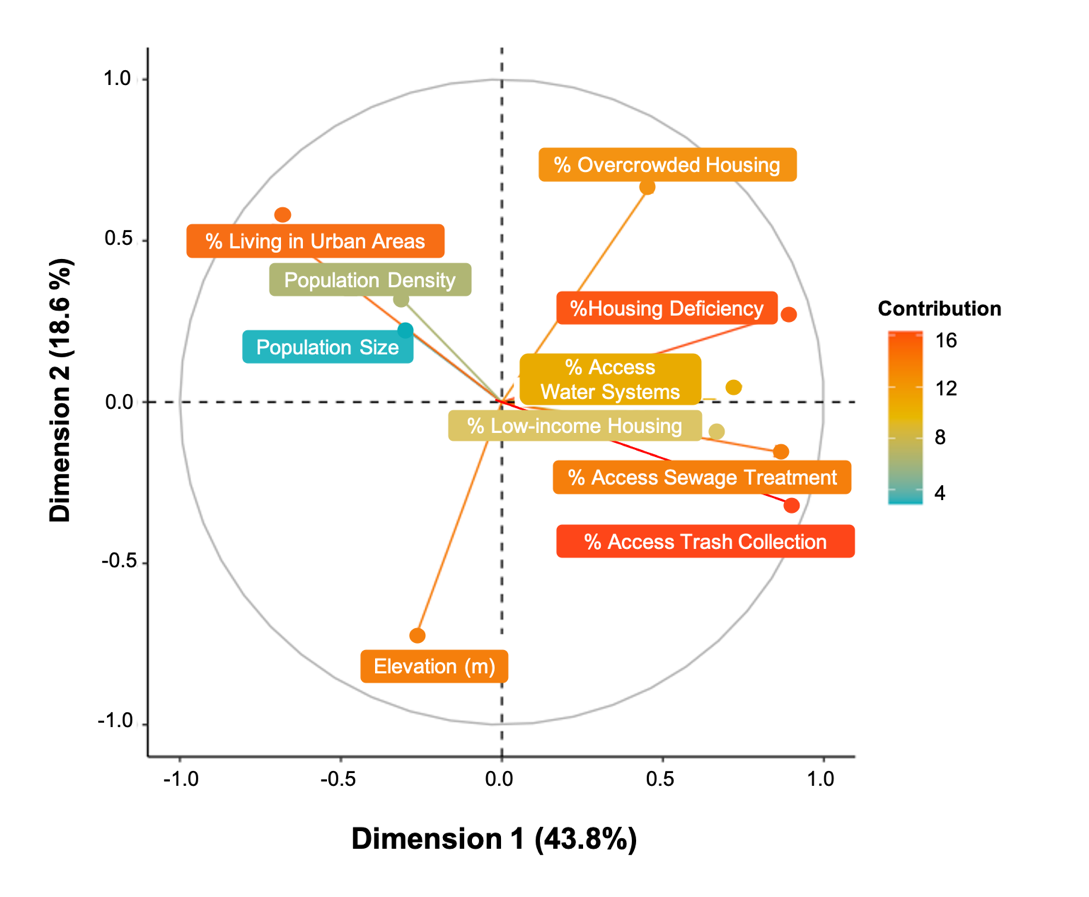 1.0
% Overcrowded Housing
0.5
% Living in Urban Areas
Population Density
%Housing Deficiency
Contribution
16
Population Size
% Access
Water Systems
12
0.0
% Low-income Housing
8
% Access Sewage Treatment
4
% Access Trash Collection
-0.5
Elevation (m)
-1.0
Dimension 2 (18.6 %)
-1.0
-0.5
0.0
0.5
1.0
Dimension 1 (43.8%)